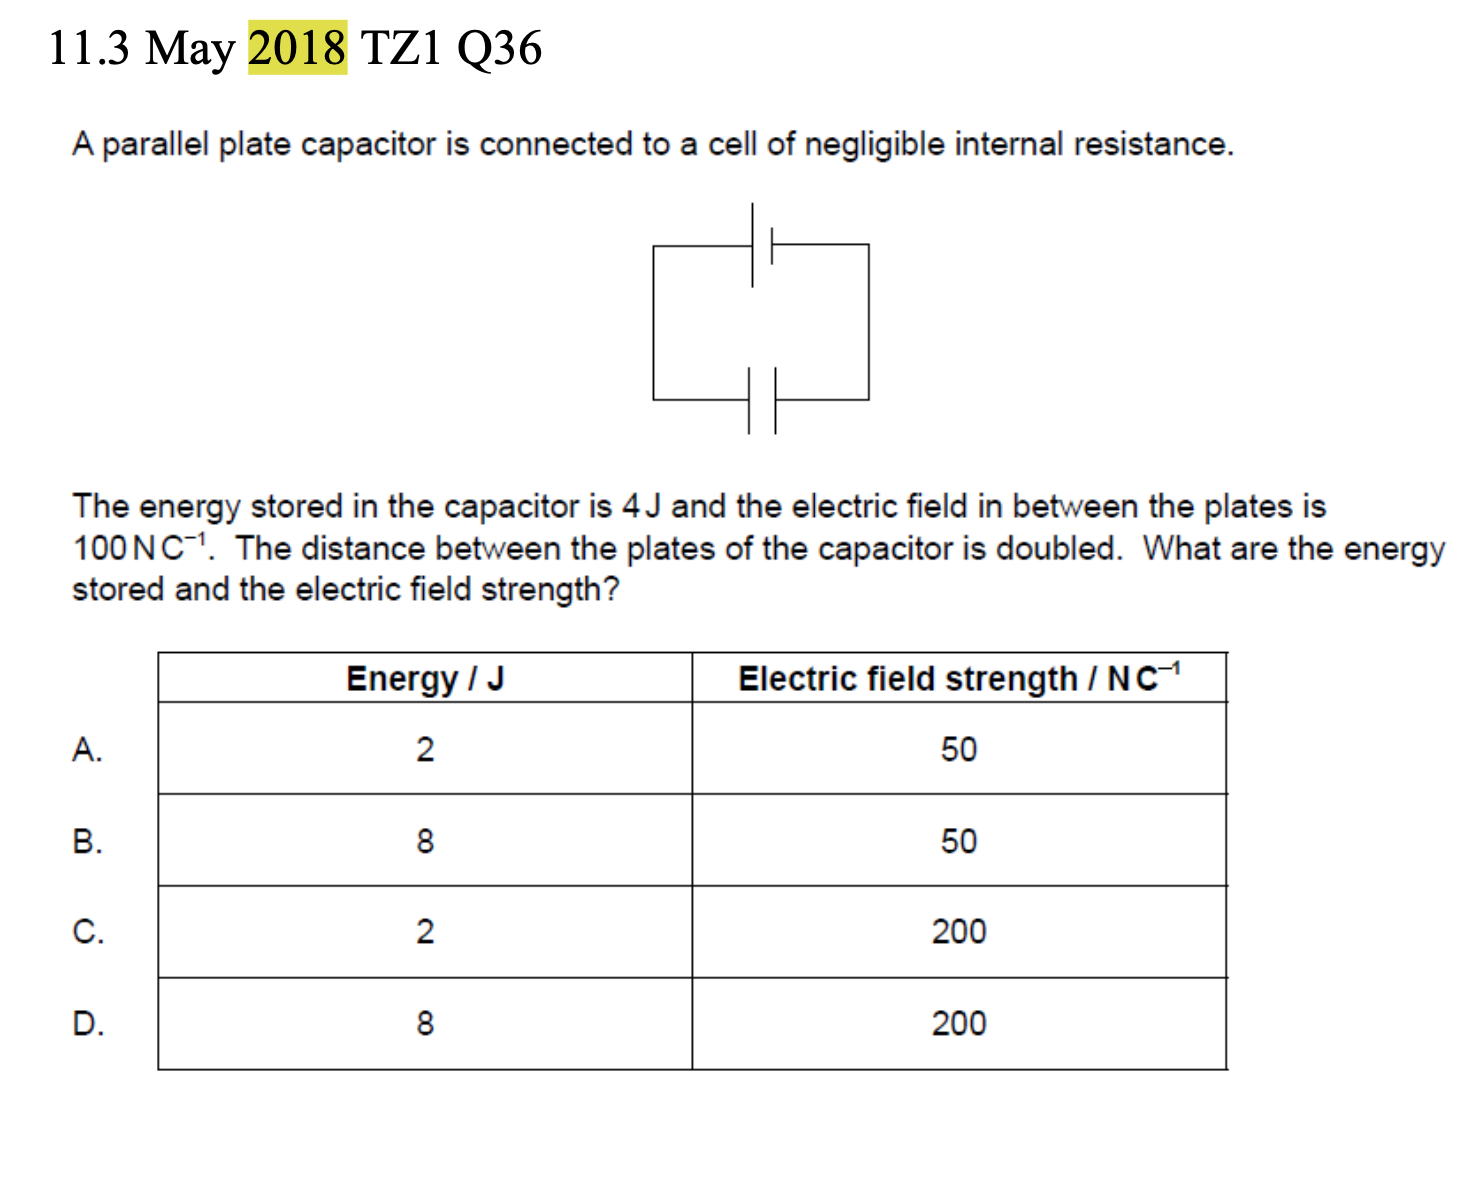 11.3 May 2018 TZ1 Q36
A parallel plate capacitor is connected to a cell of negligible internal resistance.
The energy stored in the capacitor is 4 J and the electric field in between the plates is
100 N C⁻¹. The distance between the plates of the capacitor is doubled. What are the energy
stored and the electric field strength?
Energy / J Electric field strength / N C⁻¹
A. 2 50
B. 8 50
C. 2 200
D. 8 200